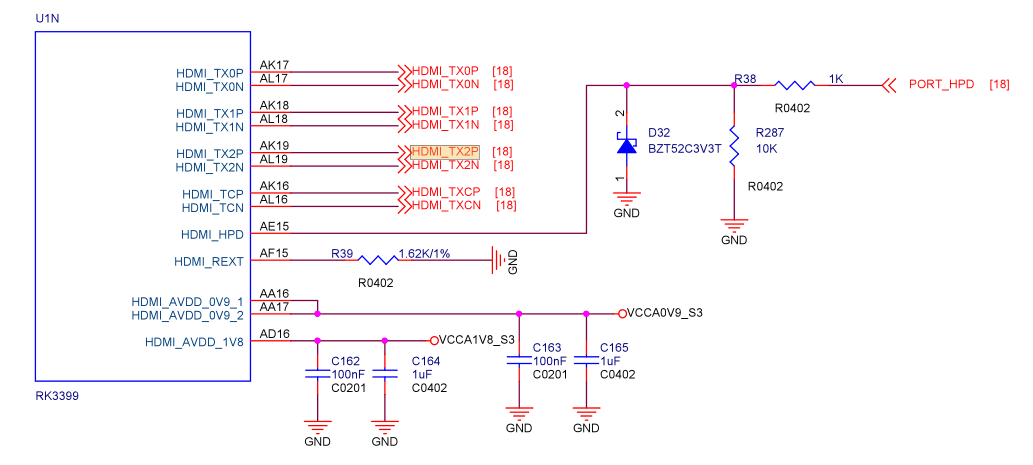 U1N
HDMI_TX0P AK17 HDMI_TX0P [18]
HDMI_TX0N AL17 HDMI_TX0N [18]
HDMI_TX1P AK18 HDMI_TX1P [18]
HDMI_TX1N AL18 HDMI_TX1N [18]
HDMI_TX2P AK19 HDMI_TX2P [18]
HDMI_TX2N AL19 HDMI_TX2N [18]
HDMI_TCP AK16 HDMI_TXCP [18]
HDMI_TCN AL16 HDMI_TXCN [18]
HDMI_HPD AE15
HDMI_REXT AF15 R39 1.62K/1% GND
R0402
HDMI_AVDD_0V9_1 AA16
HDMI_AVDD_0V9_2 AA17 VCCA0V9_S3
HDMI_AVDD_1V8 AD16 VCCA1V8_S3
R38 1K PORT_HPD [18]
R0402
2
D32
BZT52C3V3T
1
GND
R287
10K
R0402
GND
C162
100nF
C0201
GND
C164
1uF
C0402
GND
C163
100nF
C0201
GND
C165
1uF
C0402
GND
RK3399